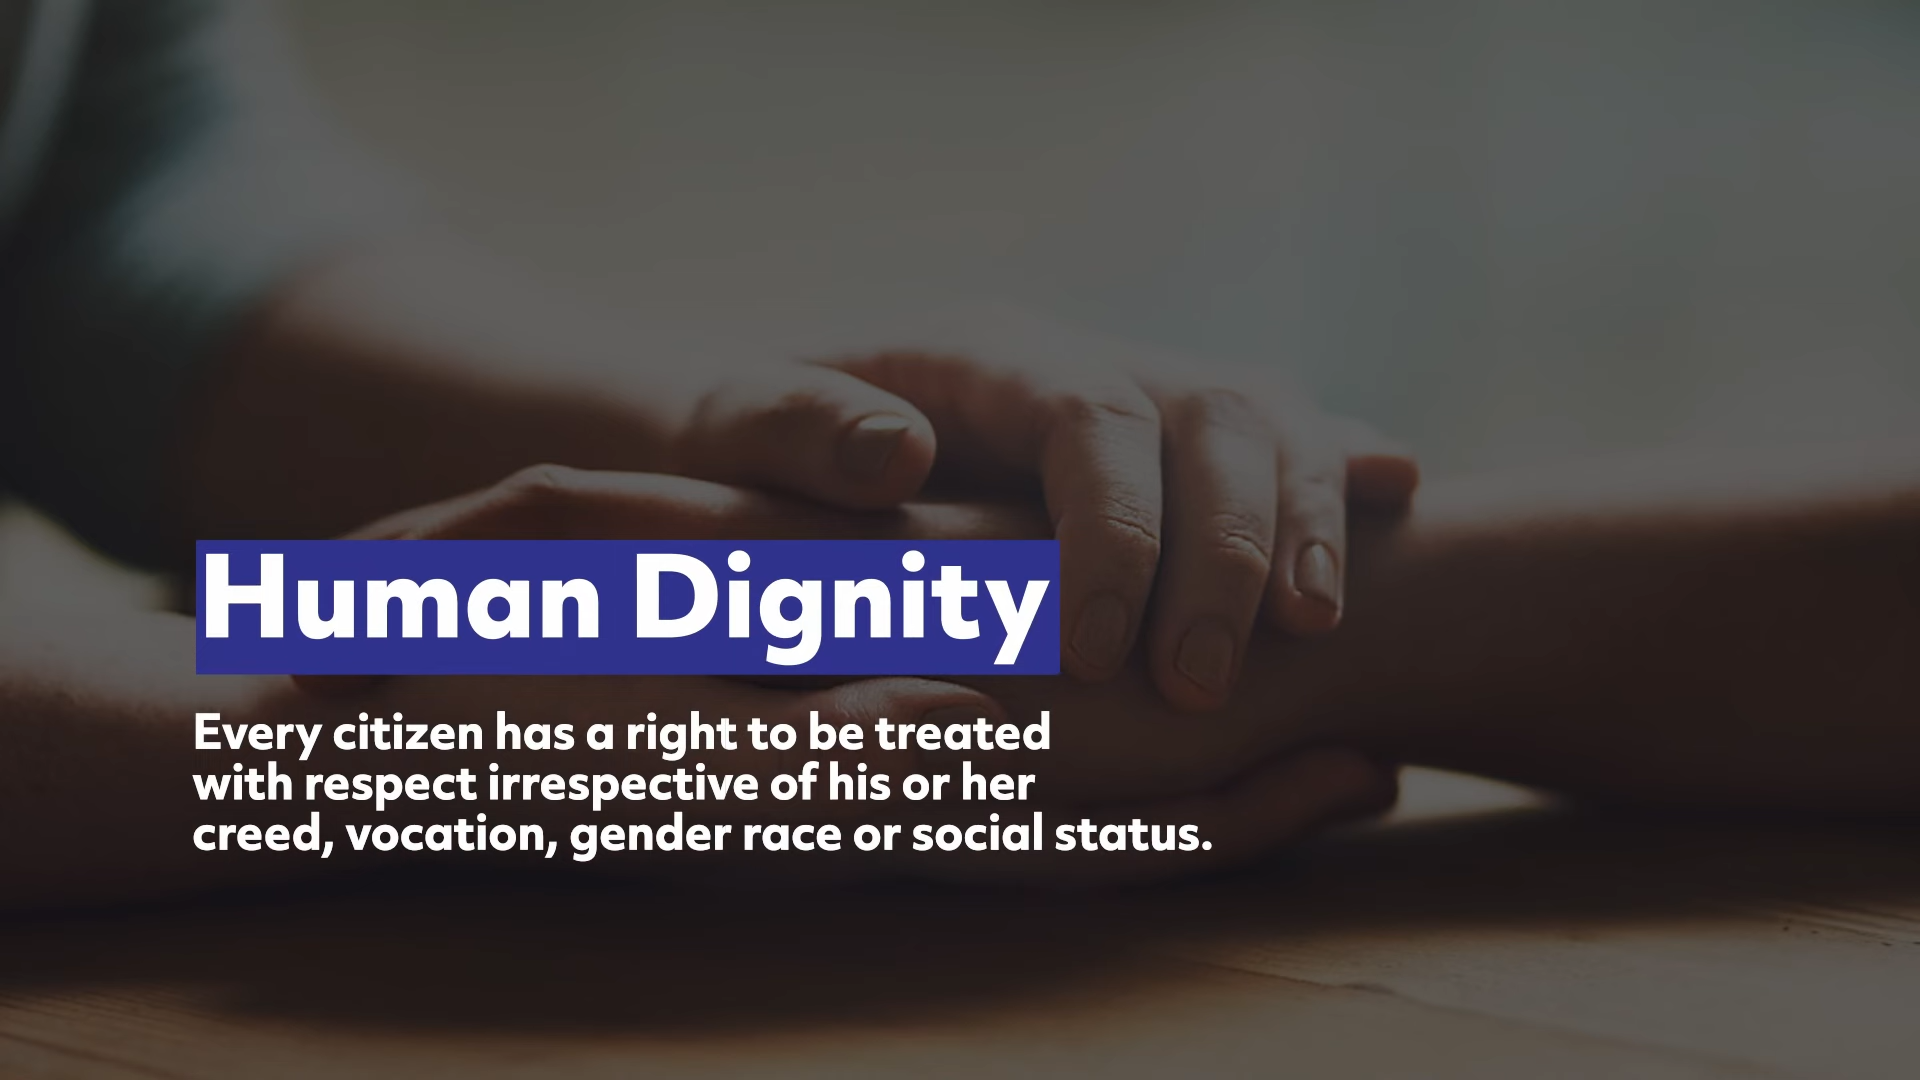 Human Dignity
Every citizen has a right to be treated
with respect irrespective of his or her
creed, vocation, gender race or social status.